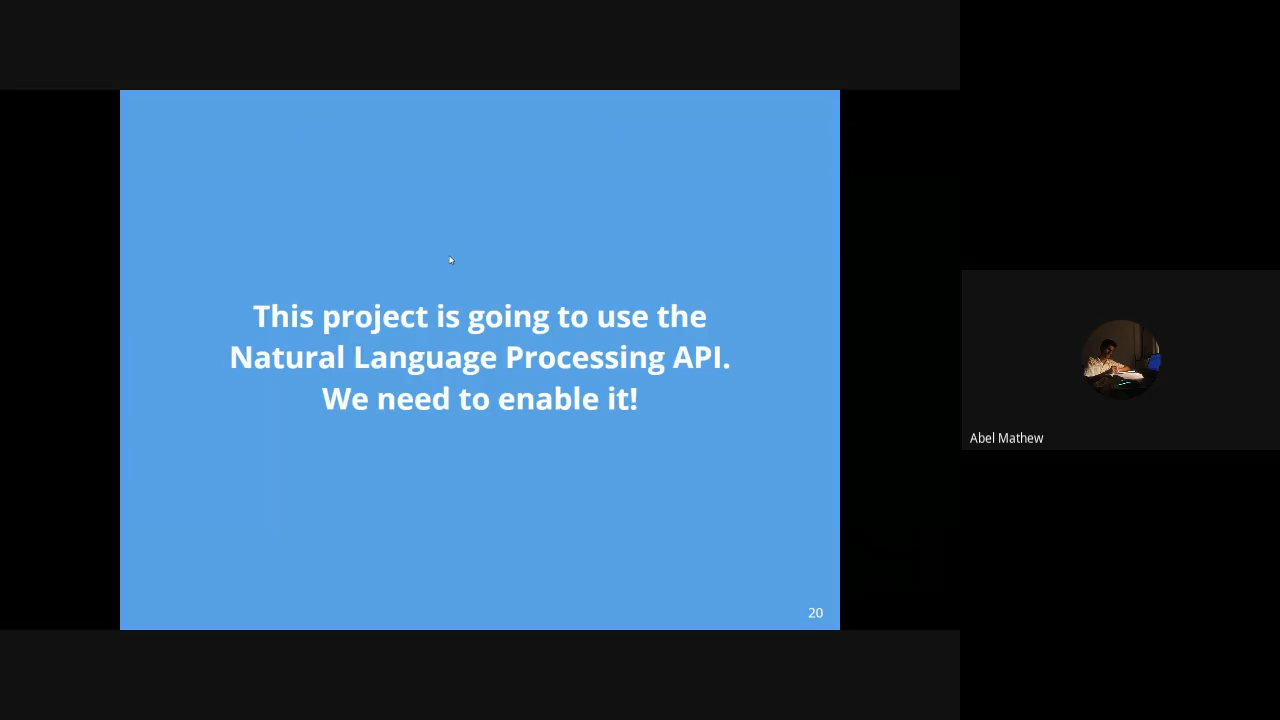 This project is going to use the
Natural Language Processing API.
We need to enable it!
20
Abel Mathew